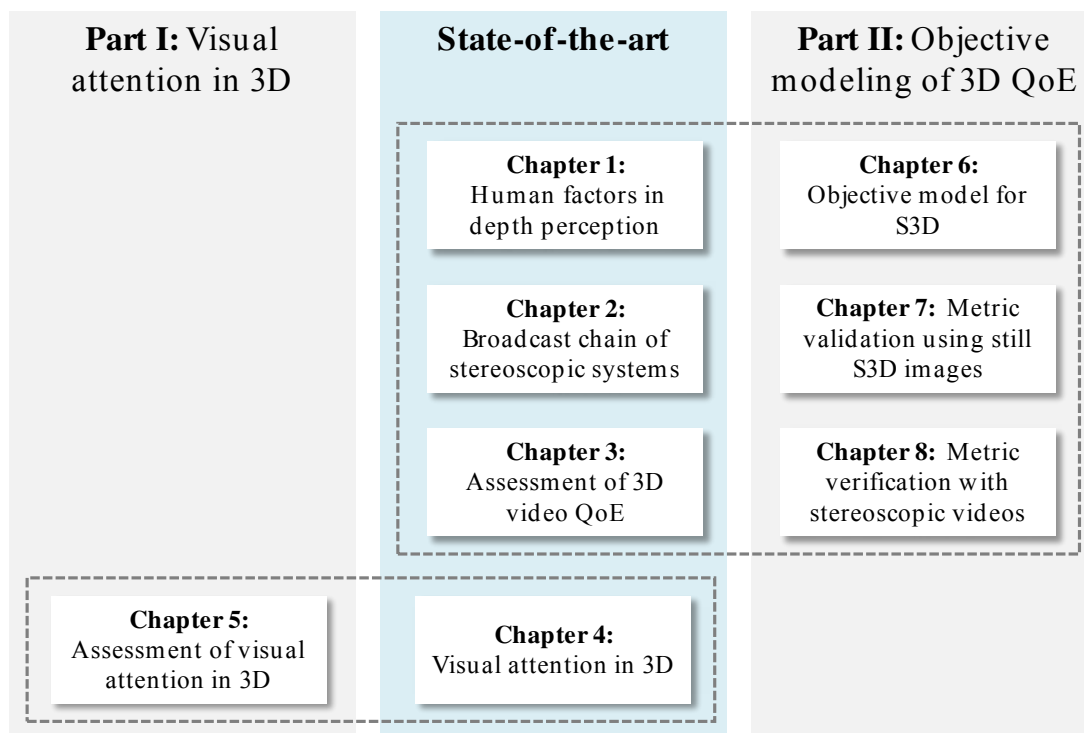 Part I: Visual
attention in 3D
State-of-the-art
Part II: Objective
modeling of 3D QoE
Chapter 1:
Human factors in
depth perception
Chapter 6:
Objective model for
S3D
Chapter 2:
Broadcast chain of
stereoscopic systems
Chapter 7: Metric
validation using still
S3D images
Chapter 3:
Assessment of 3D
video QoE
Chapter 8: Metric
verification with
stereoscopic videos
Chapter 5:
Assessment of visual
attention in 3D
Chapter 4:
Visual attention in 3D